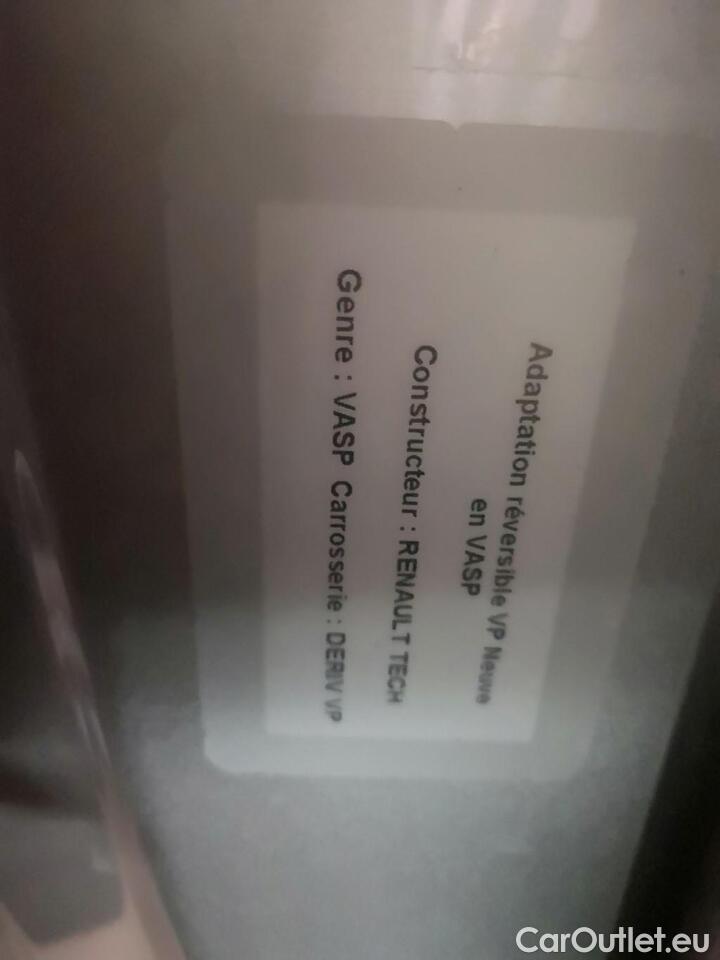 Adaptation réversible VP Neuve
en VASP
Constructeur : RENAULT TECH
Genre : VASP Carrosserie : DERIV VP
CarOutlet.eu